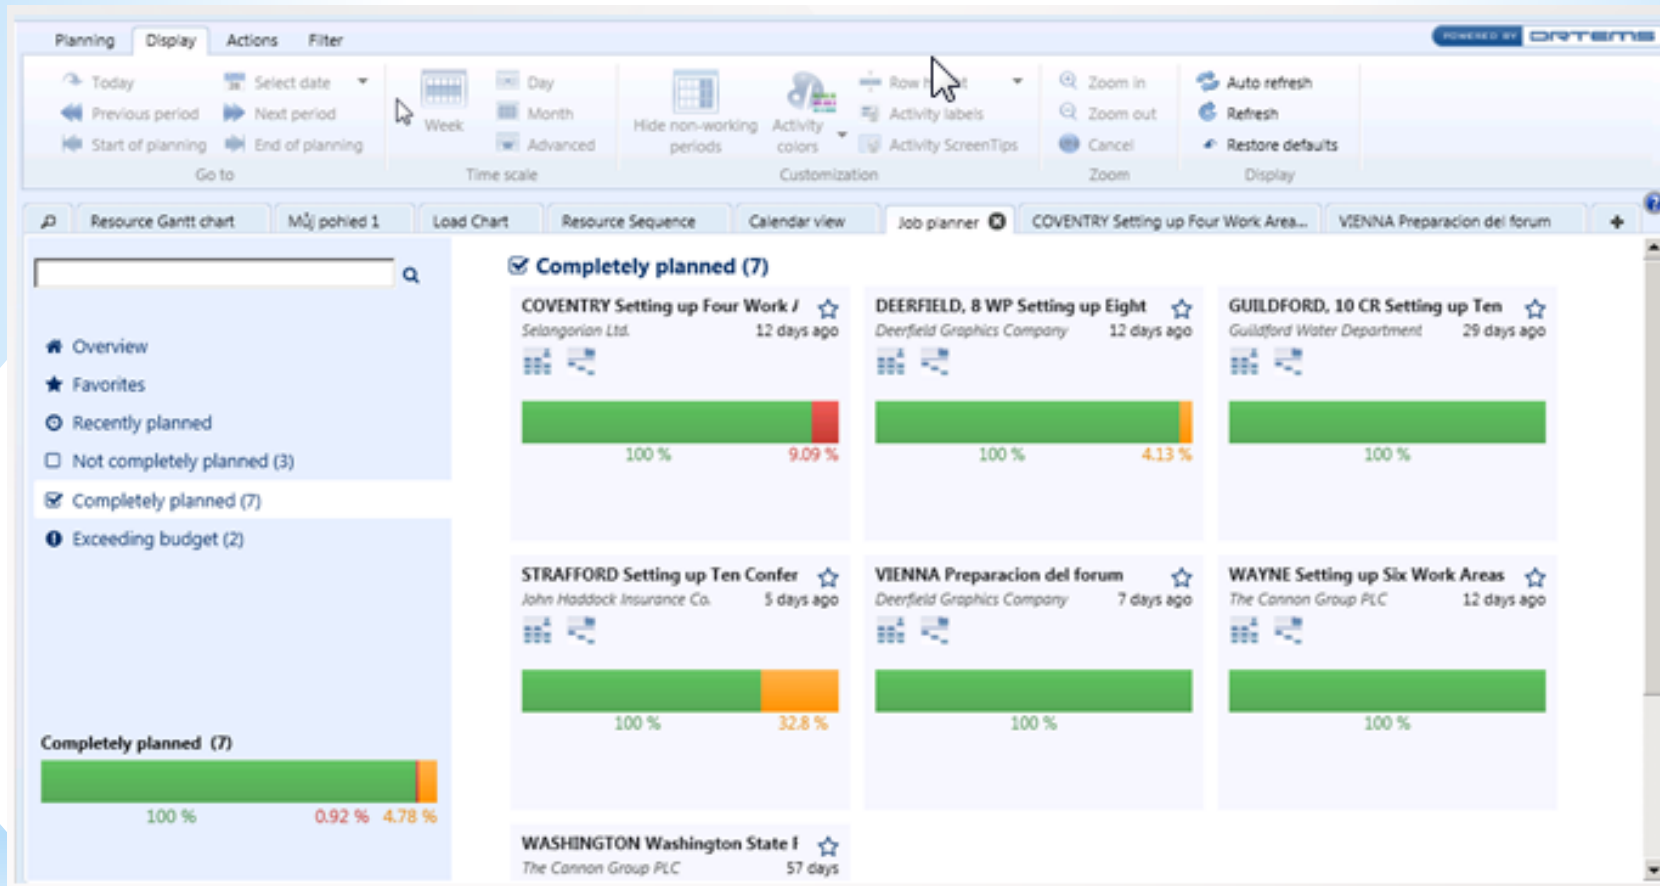 Planning Display Actions Filter
POWERED BY ORTEMS
Today Select date Day Row Zoom in Auto refresh
Previous period Next period Week Month Hide non-working periods Activity colors Activity labels Zoom out Refresh
Start of planning End of planning Advanced Activity ScreenTips Cancel Restore defaults
Go to Time scale Customization Zoom Display
Resource Gantt chart Můj pohled 1 Load Chart Resource Sequence Calendar view Job planner COVENTRY Setting up Four Work Area... VIENNA Preparacion del forum +
Overview
Favorites
Recently planned
Not completely planned (3)
Completely planned (7)
Exceeding budget (2)
Completely planned (7)
100 % 0.92 % 4.78 %
Completely planned (7)
COVENTRY Setting up Four Work
Selangorian Ltd. 12 days ago
100 % 9.09 %
DEERFIELD, 8 WP Setting up Eight
Deerfield Graphics Company 12 days ago
100 % 4.13 %
GUILDFORD, 10 CR Setting up Ten
Guildford Water Department 29 days ago
100 %
STRAFFORD Setting up Ten Confer
John Haddock Insurance Co. 5 days ago
100 % 32.8 %
VIENNA Preparacion del forum
Deerfield Graphics Company 7 days ago
100 %
WAYNE Setting up Six Work Areas
The Cannon Group PLC 12 days ago
100 %
WASHINGTON Washington State
The Cannon Group PLC 57 days